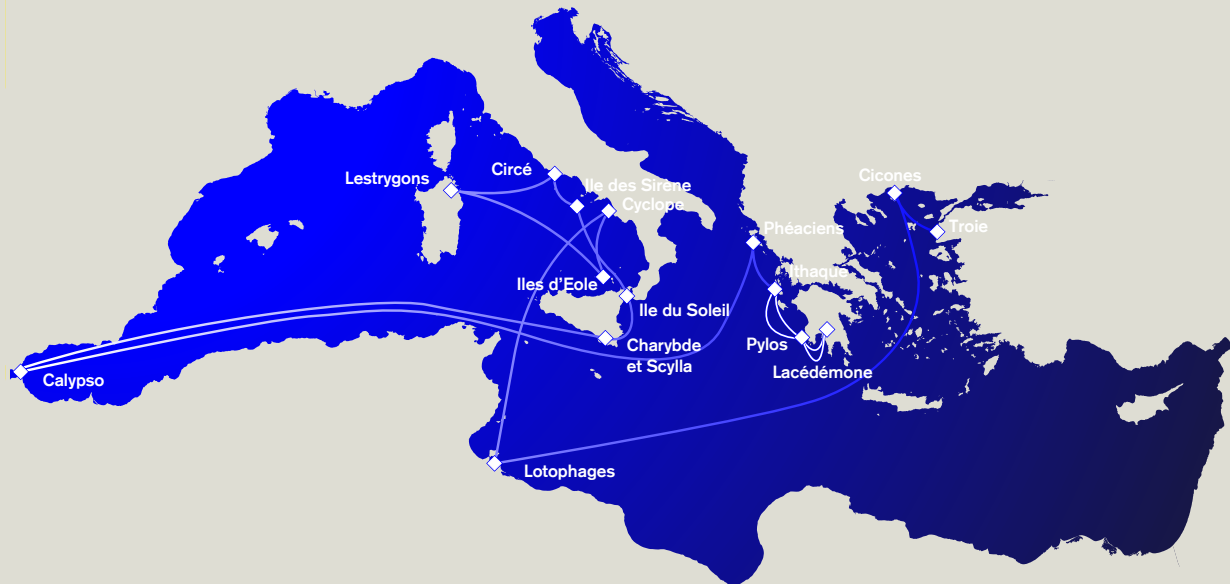 Cicones
Lestrygons
Circé
Ile des Sirène
Cyclope
Phéaciens
Troie
Ithaque
Iles d'Eole
Ile du Soleil
Charybde
et Scylla
Pylos
Lacédémone
Calypso
Lotophages